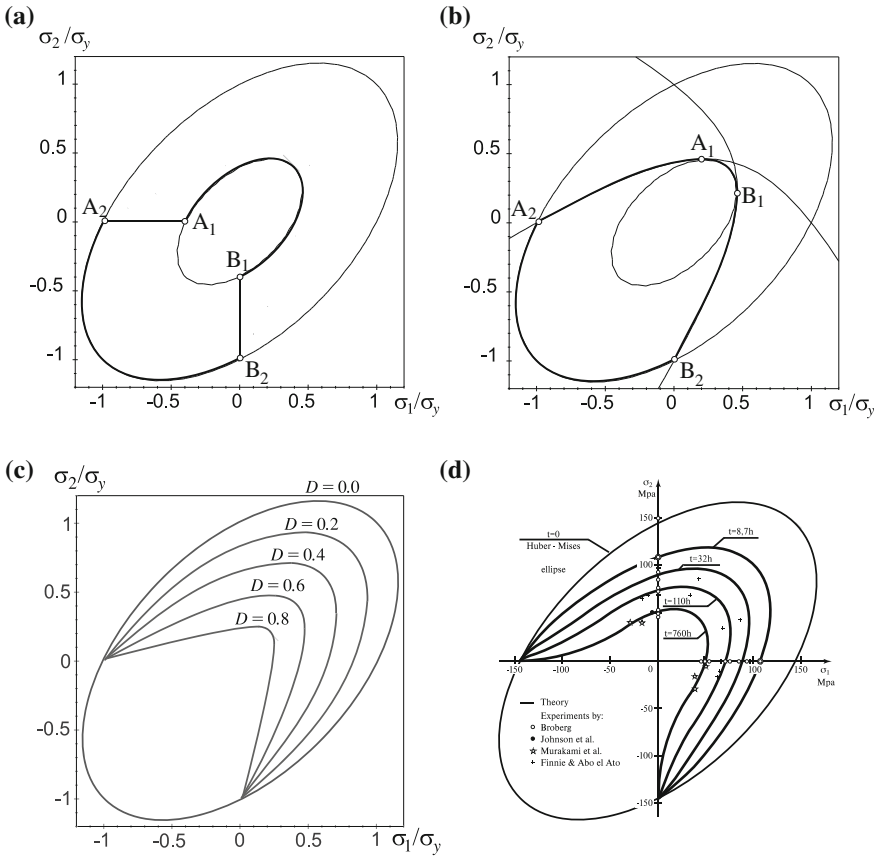 (a)
σ2/σy
1
0.5
0
-0.5
-1
A2
A1
B1
B2
-1 -0.5 0 0.5 1
σ1/σy
(b)
σ2/σy
1
0.5
0
-0.5
-1
A1
A2
B1
B2
-1 -0.5 0 0.5 1
σ1/σy
(c)
σ2/σy
1
0.5
0
-0.5
-1
D = 0.0
D = 0.2
D = 0.4
D = 0.6
D = 0.8
-1 -0.5 0 0.5 1
σ1/σy
(d)
σ2
Mpa
150
100
50
0
-50
-100
-150
t=0
Huber - Mises
ellipse
t=8,7h
t=32h
t=110h
t=760h
-150 -100 -50 0 50 100 150
σ1
Mpa
Theory
Experiments by:
Broberg
Johnson et al.
Murakami et al.
Finnie & Abo el Ato